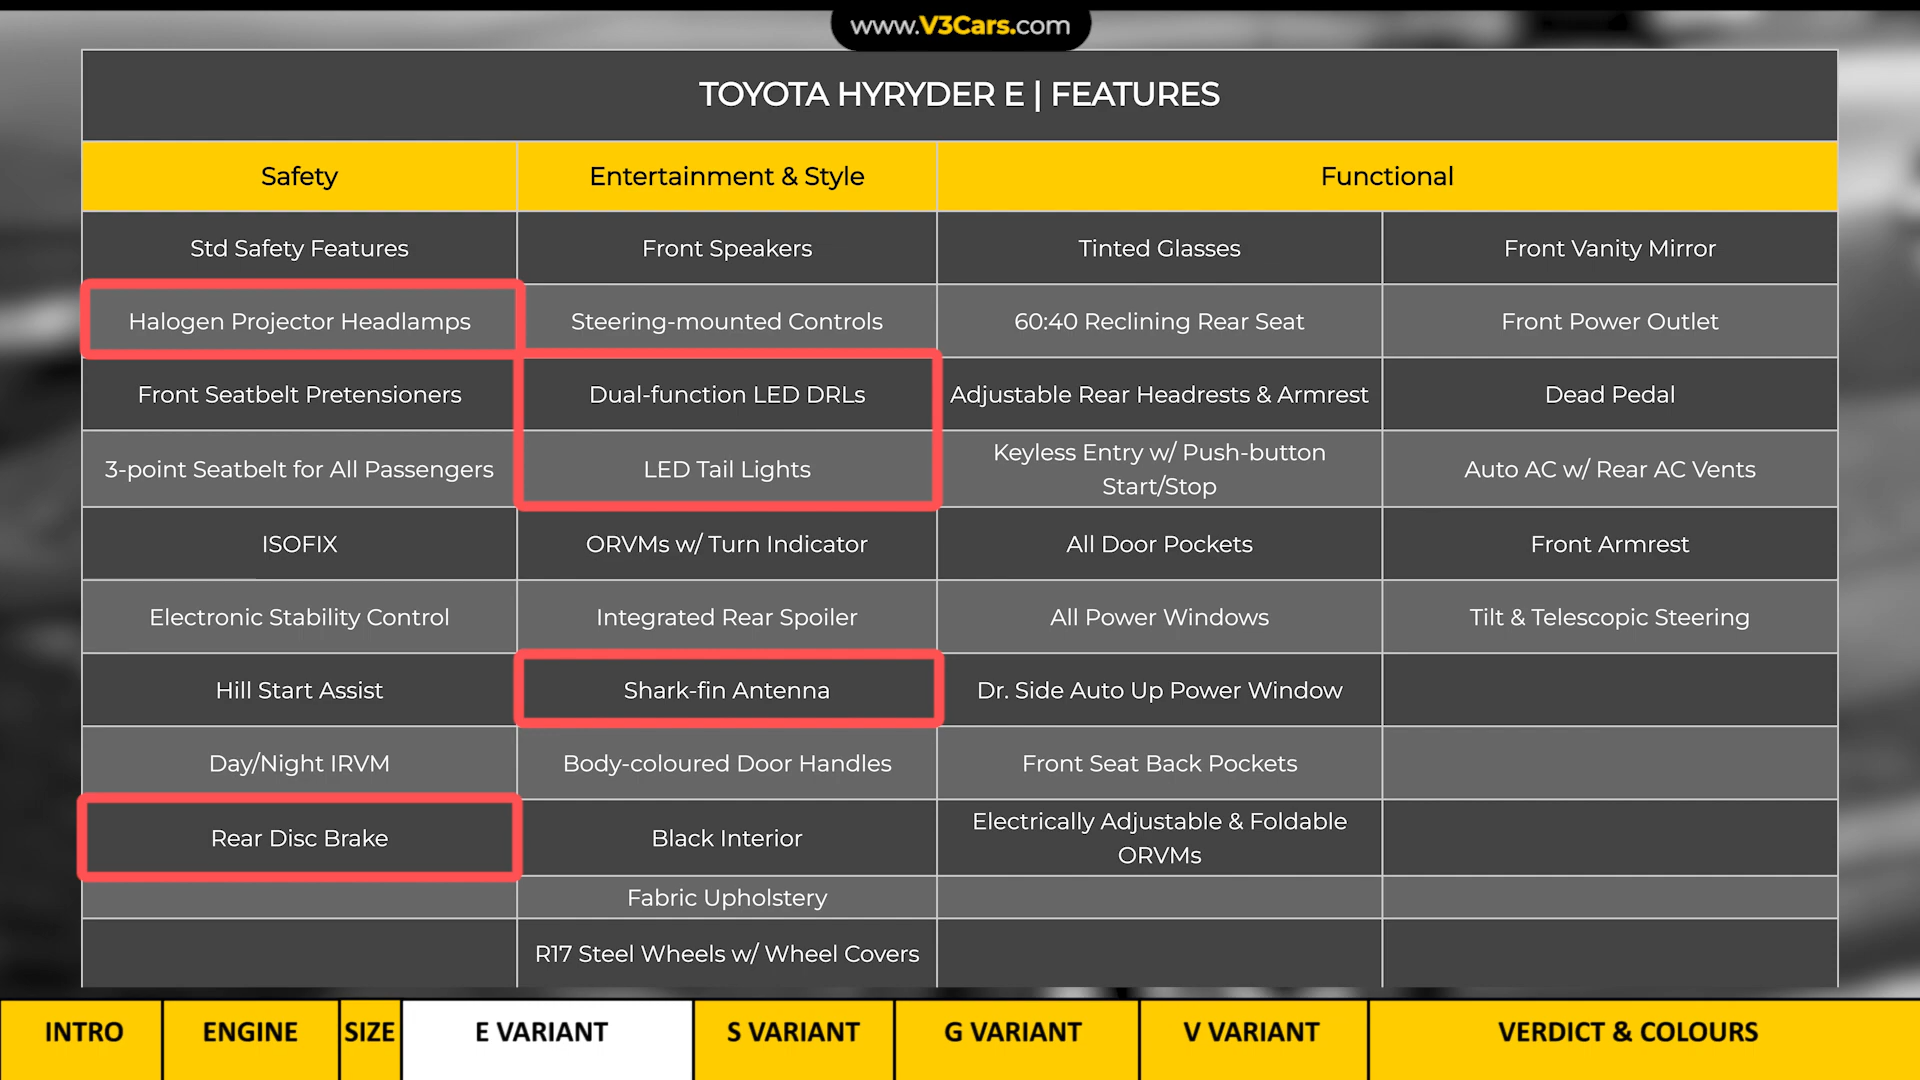 www.V3Cars.com
TOYOTA HYRYDER E | FEATURES
Safety
Entertainment & Style
Functional
Std Safety Features
Front Speakers
Tinted Glasses
Front Vanity Mirror
Halogen Projector Headlamps
Steering-mounted Controls
60:40 Reclining Rear Seat
Front Power Outlet
Front Seatbelt Pretensioners
Dual-function LED DRLs
Adjustable Rear Headrests & Armrest
Dead Pedal
3-point Seatbelt for All Passengers
LED Tail Lights
Keyless Entry w/ Push-button
Start/Stop
Auto AC w/ Rear AC Vents
ISOFIX
ORVMs w/ Turn Indicator
All Door Pockets
Front Armrest
Electronic Stability Control
Integrated Rear Spoiler
All Power Windows
Tilt & Telescopic Steering
Hill Start Assist
Shark-fin Antenna
Dr. Side Auto Up Power Window
Day/Night IRVM
Body-coloured Door Handles
Front Seat Back Pockets
Rear Disc Brake
Black Interior
Electrically Adjustable & Foldable
ORVMs
Fabric Upholstery
R17 Steel Wheels w/ Wheel Covers
INTRO
ENGINE
SIZE
E VARIANT
S VARIANT
G VARIANT
V VARIANT
VERDICT & COLOURS